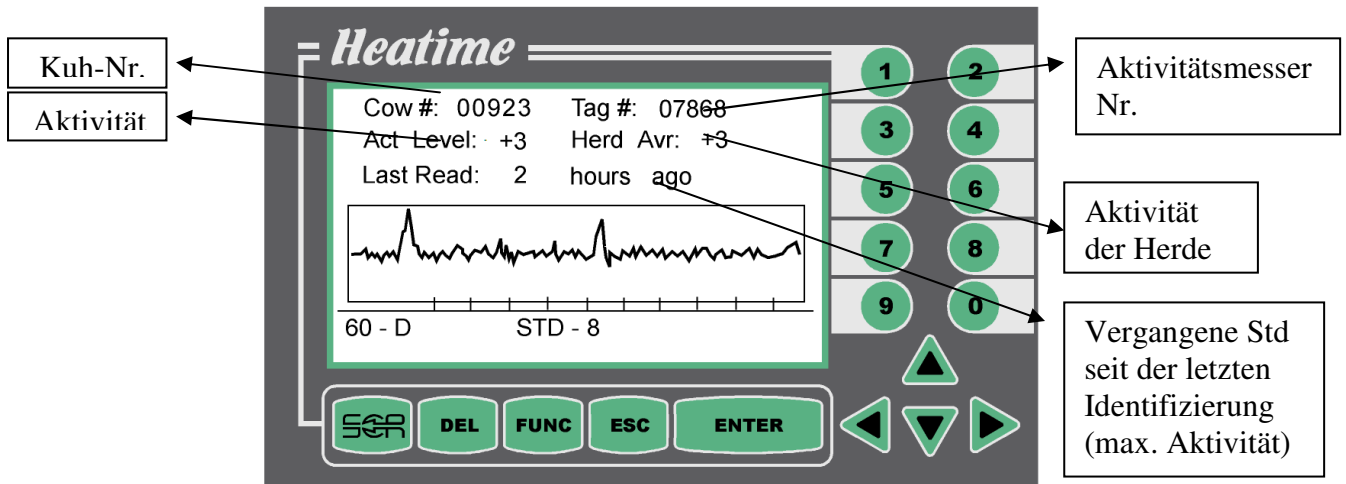 Heatime
Kuh-Nr.
Aktivität
Cow #: 00923 Tag #: 07868
Act Level: +3 Herd Avr: +3
Last Read: 2 hours ago
60 - D STD - 8
Aktivitätsmesser
Nr.
Aktivität
der Herde
Vergangene Std
seit der letzten
Identifizierung
(max. Aktivität)
1 2
3 4
5 6
7 8
9 0
SCR DEL FUNC ESC ENTER